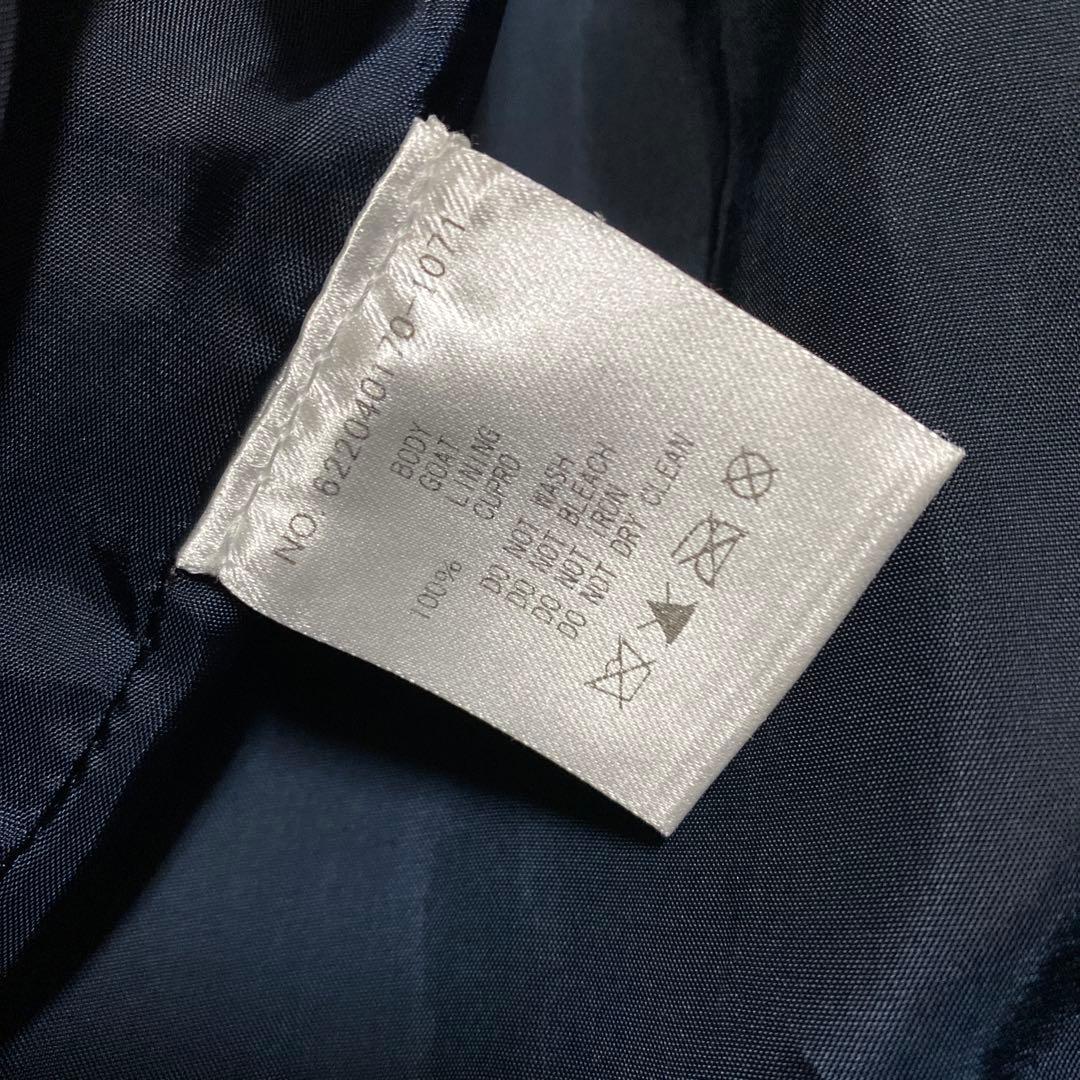 NO. 622040170-1071
BODY
GOAT
LINING
100% CUPRO
DO NOT WASH
DO NOT BLEACH
DO NOT IRON
DO NOT DRY CLEAN